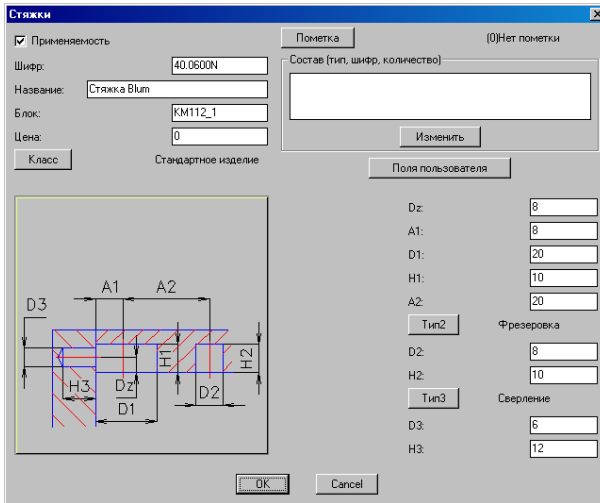 Стяжки
Применяемость
Пометка
(0)Нет пометки
Шифр:
40.0600N
Состав (тип, шифр, количество)
Название:
Стяжка Blum
Блок:
KM112_1
Цена:
0
Изменить
Класс
Стандартное изделие
Поля пользователя
Dz:
8
A1:
8
D1:
20
H1:
10
A2:
20
Тип2
Фрезеровка
D2:
8
H2:
10
Тип3
Сверление
D3:
6
H3:
12
A1
A2
D3
H1
H2
H3
Dz
D2
D1
OK
Cancel